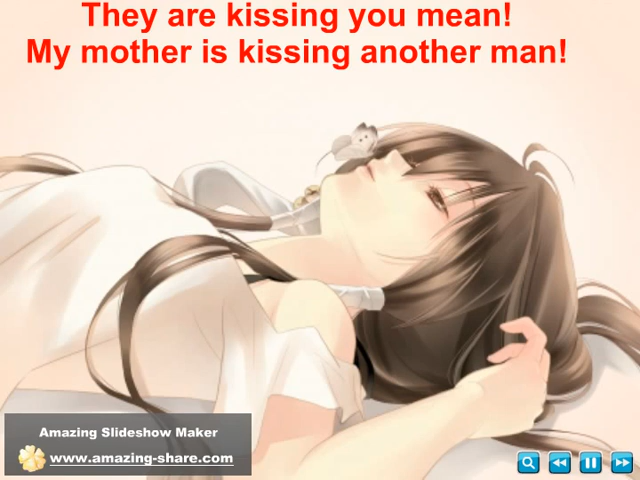 They are kissing you mean!
My mother is kissing another man!
Amazing Slideshow Maker
www.amazing-share.com